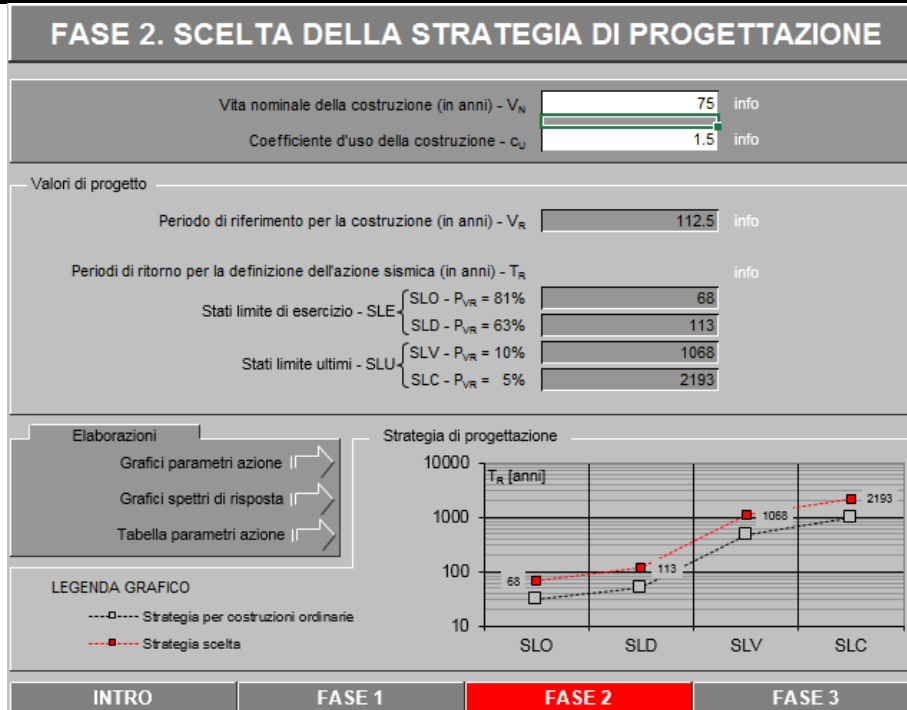 FASE 2. SCELTA DELLA STRATEGIA DI PROGETTAZIONE
Vita nominale della costruzione (in anni) - VN 75 info
Coefficiente d'uso della costruzione - cU 1.5 info
Valori di progetto
Periodo di riferimento per la costruzione (in anni) - VR 112.5 info
Periodi di ritorno per la definizione dell'azione sismica (in anni) - TR info
Stati limite di esercizio - SLE
SLO - PVR = 81% 68
SLD - PVR = 63% 113
Stati limite ultimi - SLU
SLV - PVR = 10% 1068
SLC - PVR = 5% 2193
Elaborazioni
Grafici parametri azione
Grafici spettri di risposta
Tabella parametri azione
LEGENDA GRAFICO
Strategia per costruzioni ordinarie
Strategia scelta
Strategia di progettazione
TR [anni]
10000
1000
100
10
68
113
1068
2193
SLO SLD SLV SLC
INTRO FASE 1 FASE 2 FASE 3